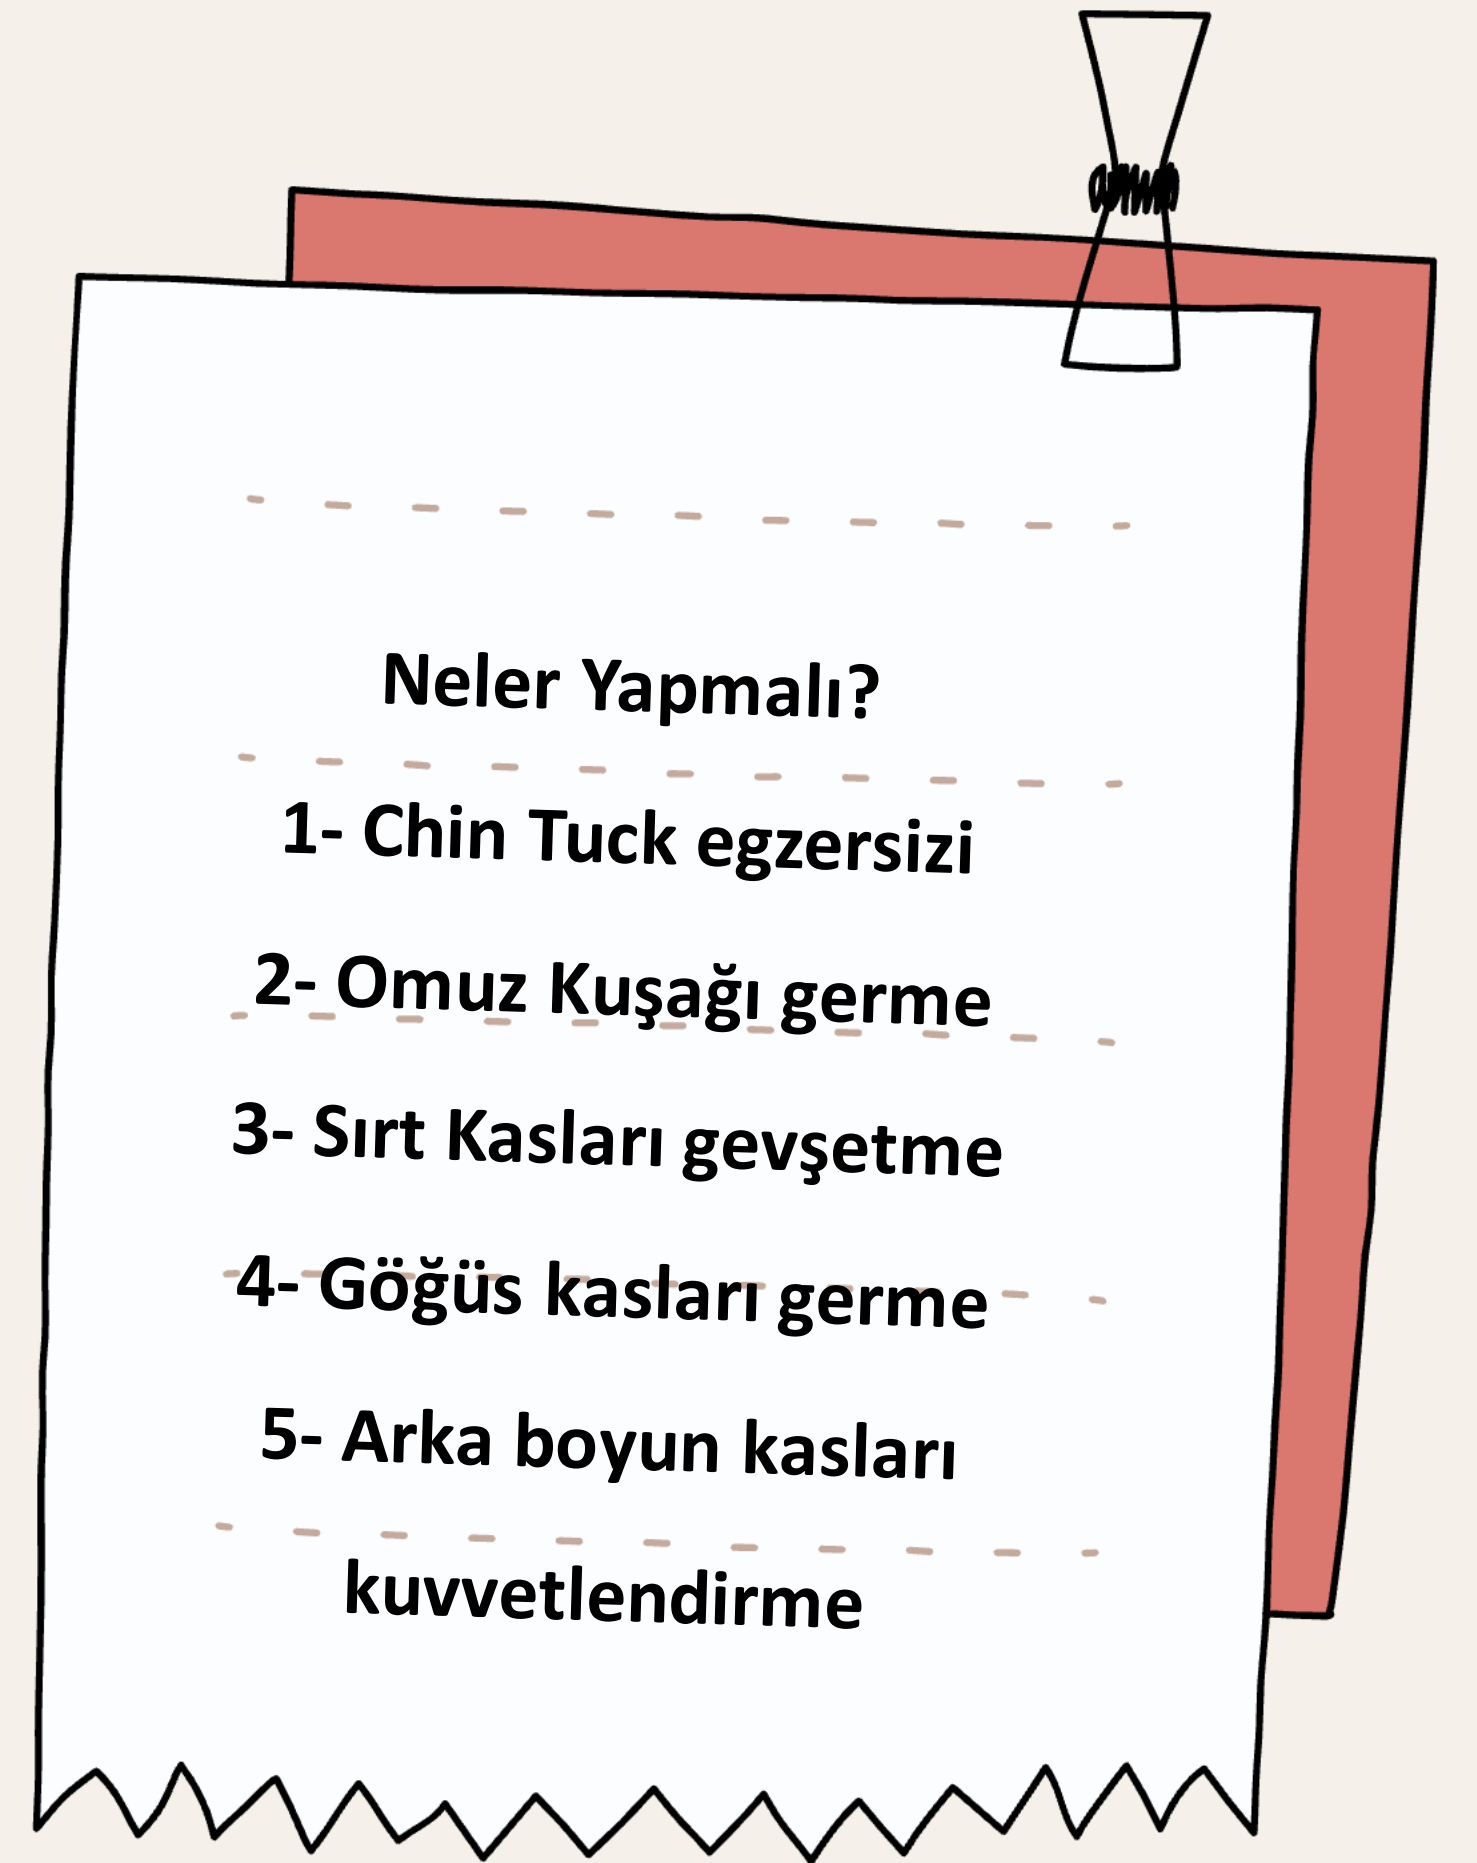 Neler Yapmalı?
1- Chin Tuck egzersizi
2- Omuz Kuşağı germe
3- Sırt Kasları gevşetme
4- Göğüs kasları germe
5- Arka boyun kasları
kuvvetlendirme